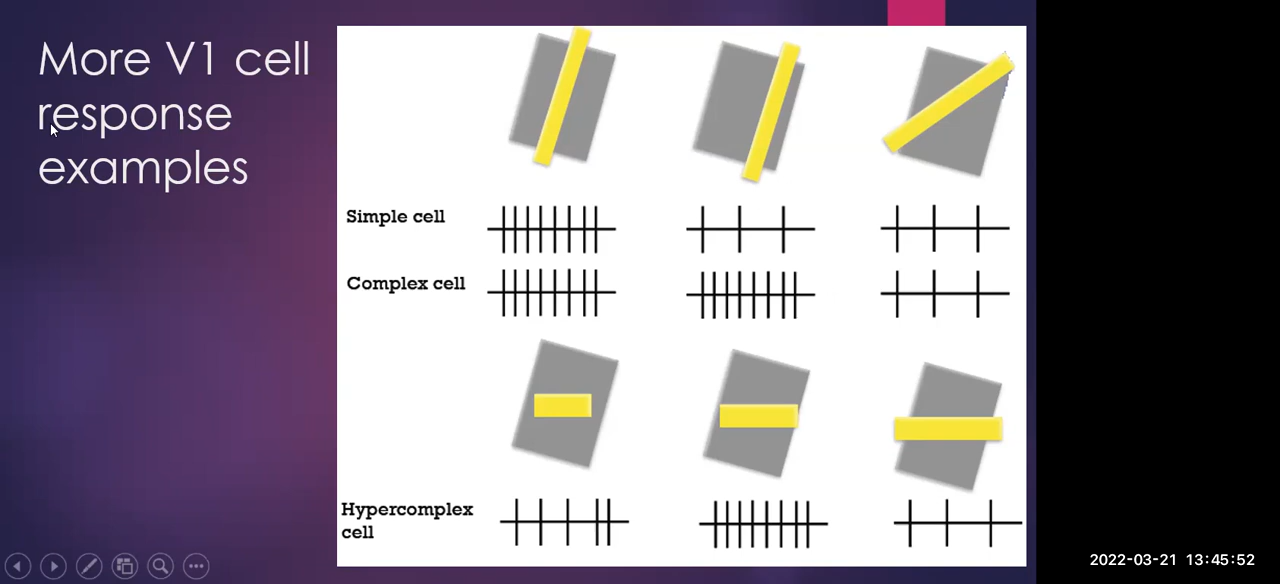 More V1 cell
response
examples
Simple cell
Complex cell
Hypercomplex
cell
2022-03-21 13:45:52